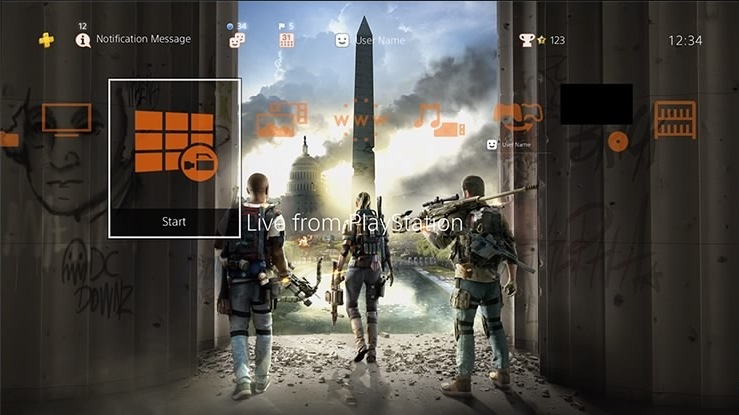 12
Notification Message
34
5
31
User Name
123
12:34
www
User Name
Start
Live from PlayStation
DC
DOWNZ